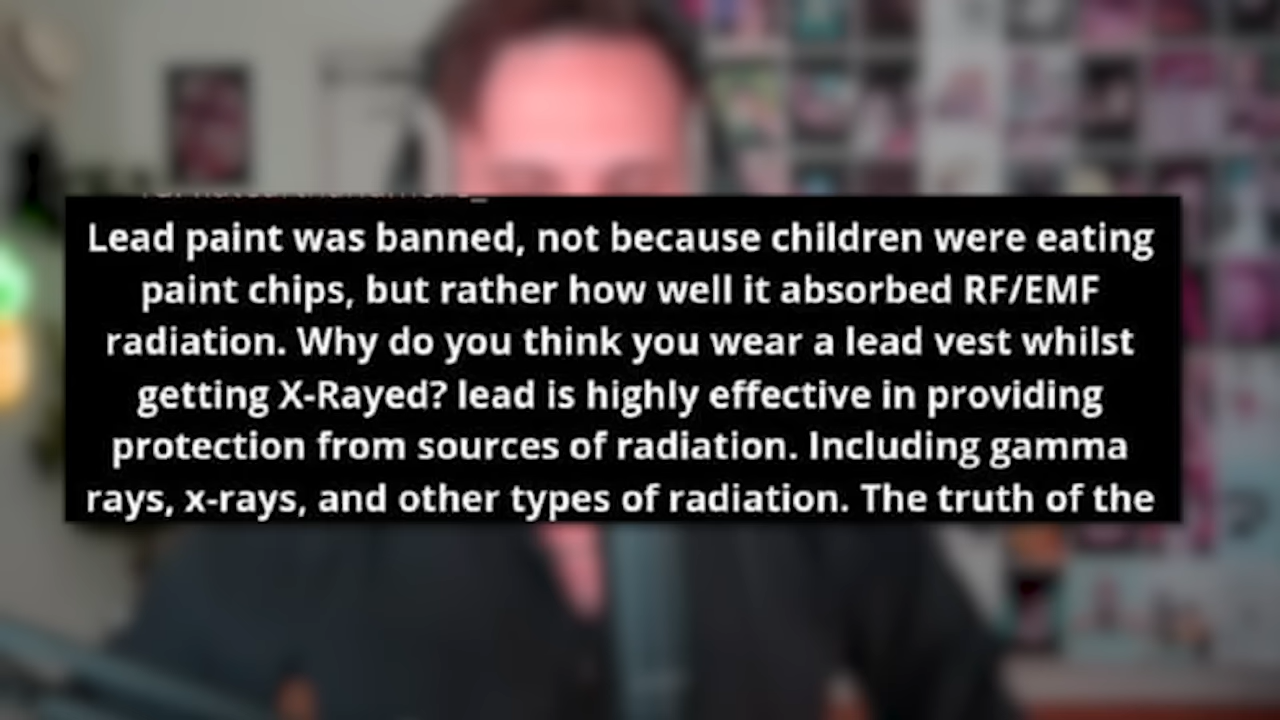 Lead paint was banned, not because children were eating
paint chips, but rather how well it absorbed RF/EMF
radiation. Why do you think you wear a lead vest whilst
getting X-Rayed? lead is highly effective in providing
protection from sources of radiation. Including gamma
rays, x-rays, and other types of radiation. The truth of the